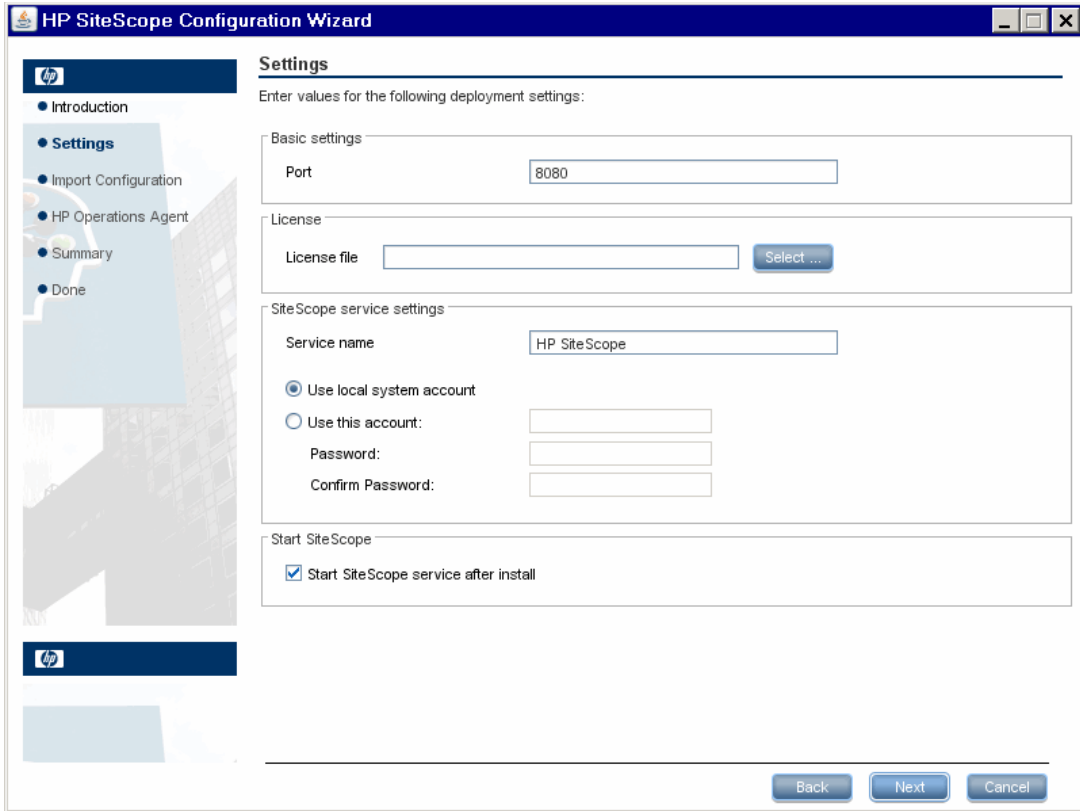 HP SiteScope Configuration Wizard
hp
Introduction
Settings
Import Configuration
HP Operations Agent
Summary
Done
hp
Settings
Enter values for the following deployment settings:
Basic settings
Port 8080
License
License file Select ...
SiteScope service settings
Service name HP SiteScope
Use local system account
Use this account:
Password:
Confirm Password:
Start SiteScope
Start SiteScope service after install
Back Next Cancel